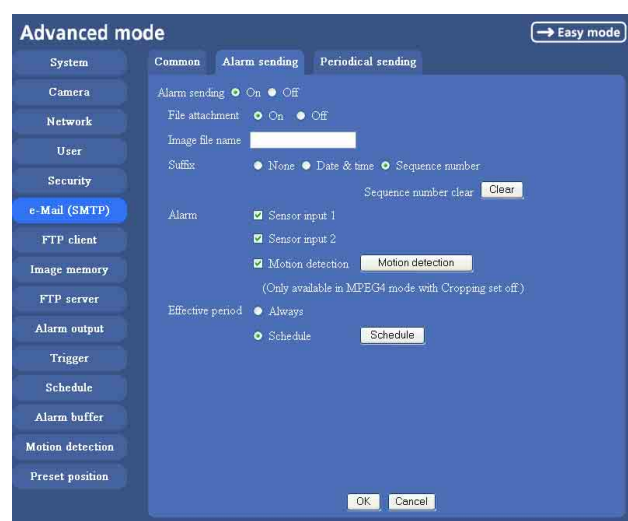 Advanced mode
→ Easy mode
System
Camera
Network
User
Security
e-Mail (SMTP)
FTP client
Image memory
FTP server
Alarm output
Trigger
Schedule
Alarm buffer
Motion detection
Preset position
Common Alarm sending Periodical sending
Alarm sending On Off
File attachment On Off
Image file name
Suffix None Date & time Sequence number
Sequence number clear Clear
Alarm Sensor input 1
Sensor input 2
Motion detection Motion detection
(Only available in MPEG4 mode with Cropping set off.)
Effective period Always
Schedule Schedule
OK Cancel